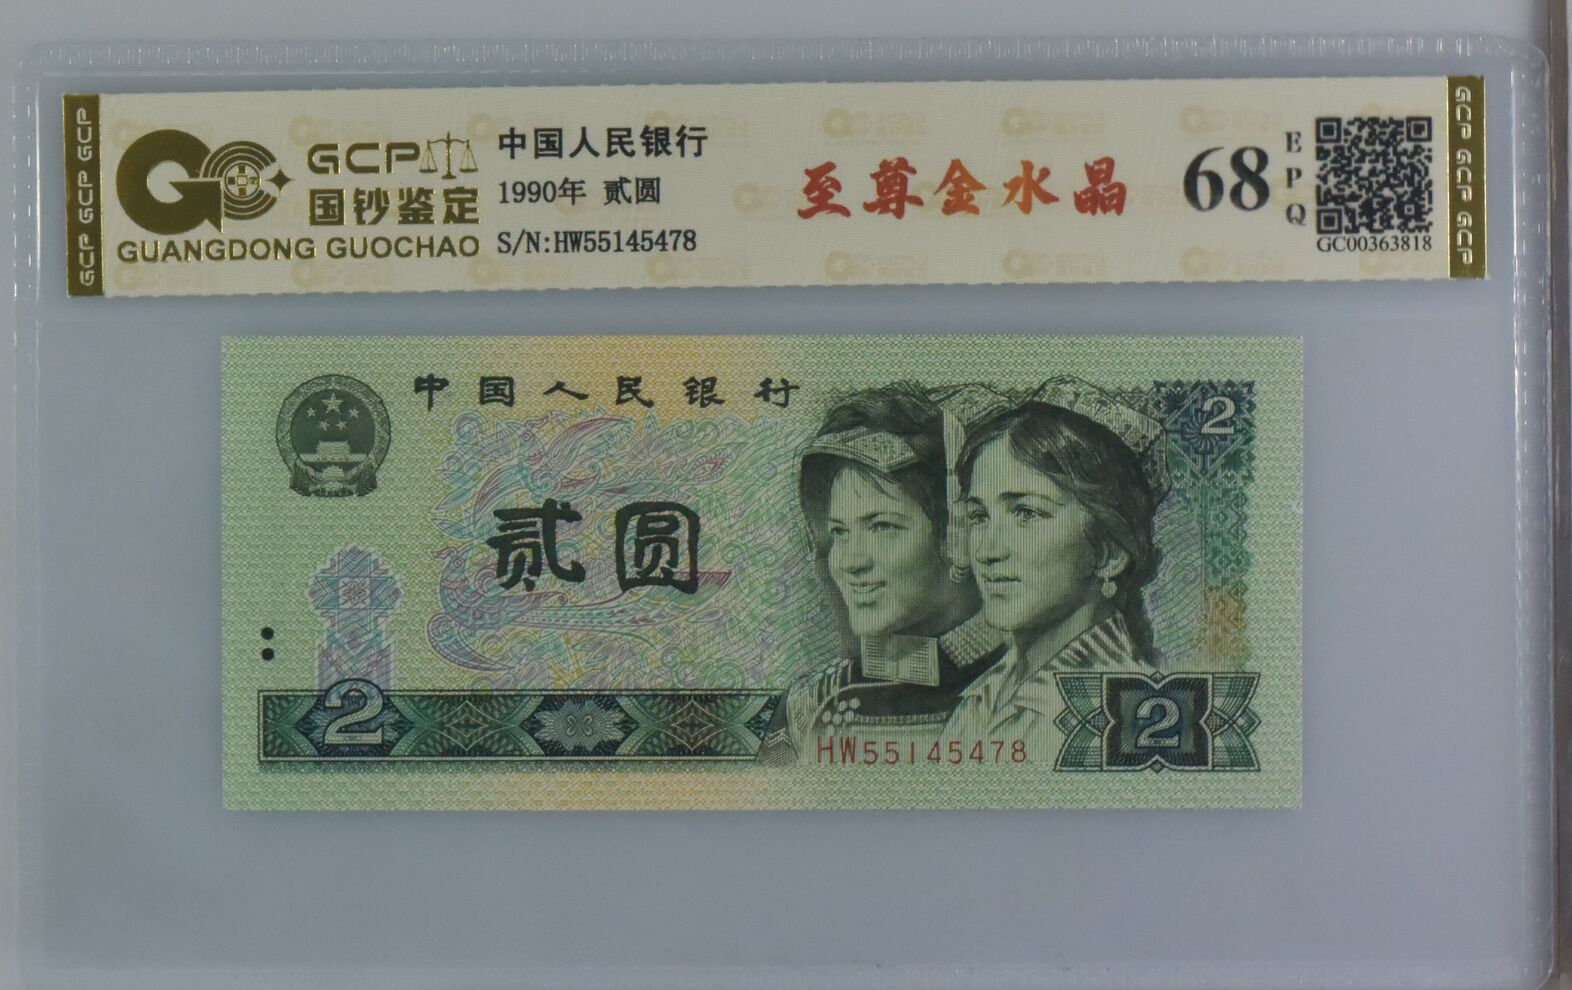 GCP GCP GCP
GCP
国钞鉴定
GUANGDONG GUOCHAO
中国人民银行
1990年 贰圆
S/N:HW55145478
至尊金水晶
68
EPQ
GC00363818
GCP GCP GCP
中国人民银行
贰圆
2
2
2
HW55145478